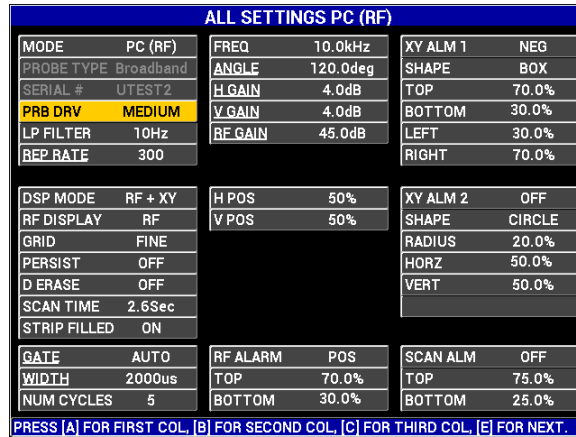 ALL SETTINGS PC (RF)
MODE PC (RF) FREQ 10.0kHz XY ALM 1 NEG
PROBE TYPE Broadband ANGLE 120.0deg SHAPE BOX
SERIAL # UTEST2 H GAIN 4.0dB TOP 70.0%
PRB DRV MEDIUM V GAIN 4.0dB BOTTOM 30.0%
LP FILTER 10Hz RF GAIN 45.0dB LEFT 30.0%
REP RATE 300 RIGHT 70.0%
DSP MODE RF + XY H POS 50% XY ALM 2 OFF
RF DISPLAY RF V POS 50% SHAPE CIRCLE
GRID FINE RADIUS 20.0%
PERSIST OFF HORZ 50.0%
D ERASE OFF VERT 50.0%
SCAN TIME 2.6Sec
STRIP FILLED ON
GATE AUTO RF ALARM POS SCAN ALM OFF
WIDTH 2000us TOP 70.0% TOP 75.0%
NUM CYCLES 5 BOTTOM 30.0% BOTTOM 25.0%
PRESS [A] FOR FIRST COL, [B] FOR SECOND COL, [C] FOR THIRD COL, [E] FOR NEXT.